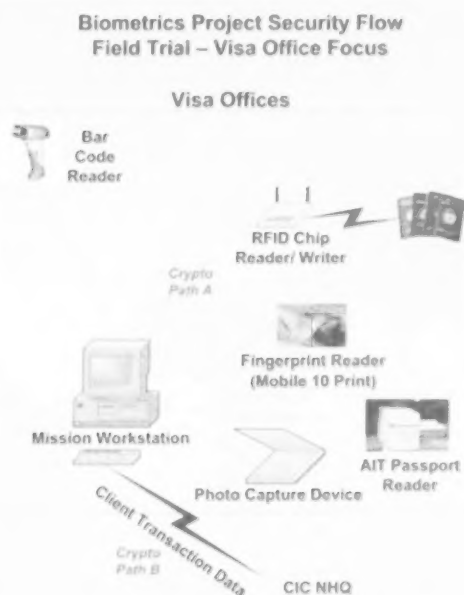 Biometrics Project Security Flow
Field Trial – Visa Office Focus
Visa Offices
Bar
Code
Reader
RFID Chip
Reader/ Writer
Crypto
Path A
Fingerprint Reader
(Mobile 10 Print)
Mission Workstation
AIT Passport
Reader
Photo Capture Device
Client Transaction Data
Crypto
Path B
CIC NHQ